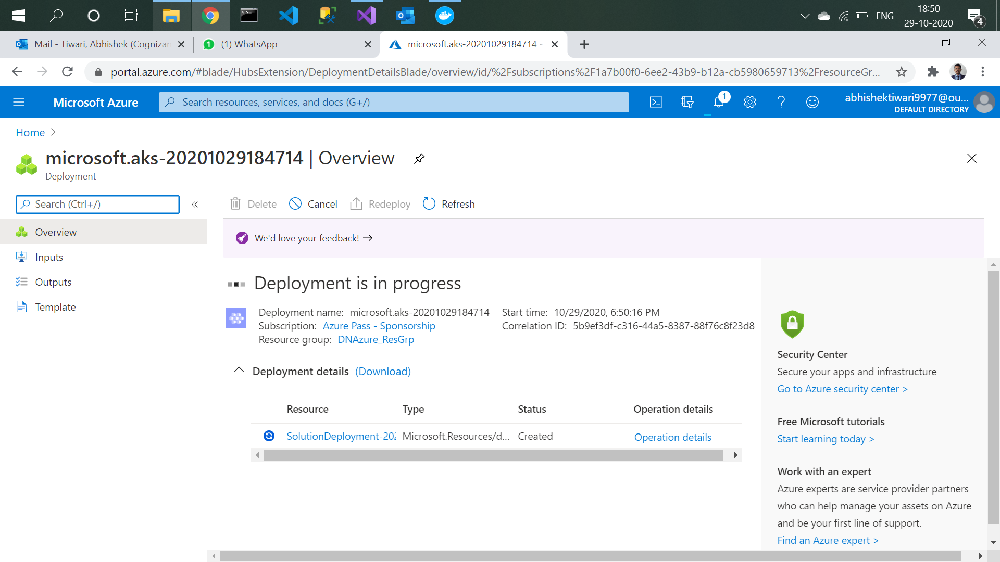 18:50
ENG
29-10-2020
4
Mail - Tiwari, Abhishek (Cognizan
1
(1) WhatsApp
microsoft.aks-20201029184714 -
portal.azure.com/#blade/HubsExtension/DeploymentDetailsBlade/overview/id/%2Fsubscriptions%2F1a7b00f0-6ee2-43b9-b12a-cb5980659713%2FresourceGr...
Microsoft Azure
Search resources, services, and docs (G+/)
1
abhishektiwari9977@ou...
DEFAULT DIRECTORY
Home
microsoft.aks-20201029184714 | Overview
Deployment
Search (Ctrl+/)
«
Delete
Cancel
Redeploy
Refresh
Overview
Inputs
Outputs
Template
We'd love your feedback! →
Deployment is in progress
Deployment name: microsoft.aks-20201029184714
Subscription: Azure Pass - Sponsorship
Resource group: DNAzure_ResGrp
Start time: 10/29/2020, 6:50:16 PM
Correlation ID: 5b9ef3df-c316-44a5-8387-88f76c8f23d8
Deployment details (Download)
Resource Type Status Operation details
SolutionDeployment-202 Microsoft.Resources/d... Created Operation details
Security Center
Secure your apps and infrastructure
Go to Azure security center >
Free Microsoft tutorials
Start learning today >
Work with an expert
Azure experts are service provider partners
who can help manage your assets on Azure
and be your first line of support.
Find an Azure expert >